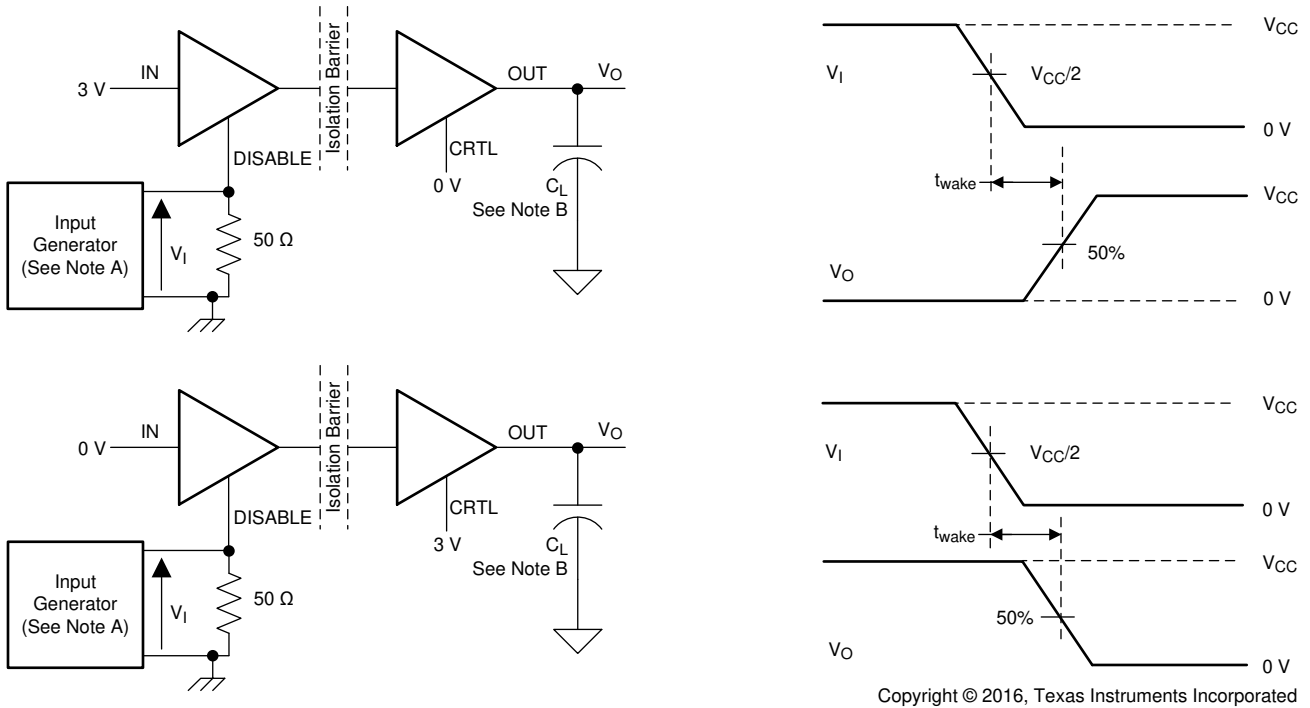 IN
3 V
DISABLE
Isolation Barrier
OUT
VO
CRTL
0 V
CL
See Note B
Input
Generator
(See Note A)
VI
50 Ω
VCC
VI
VCC/2
0 V
twake
VCC
50%
VO
0 V
IN
0 V
DISABLE
Isolation Barrier
OUT
VO
CRTL
3 V
CL
See Note B
Input
Generator
(See Note A)
VI
50 Ω
VCC
VI
VCC/2
0 V
twake
VCC
50%
VO
0 V
Copyright © 2016, Texas Instruments Incorporated